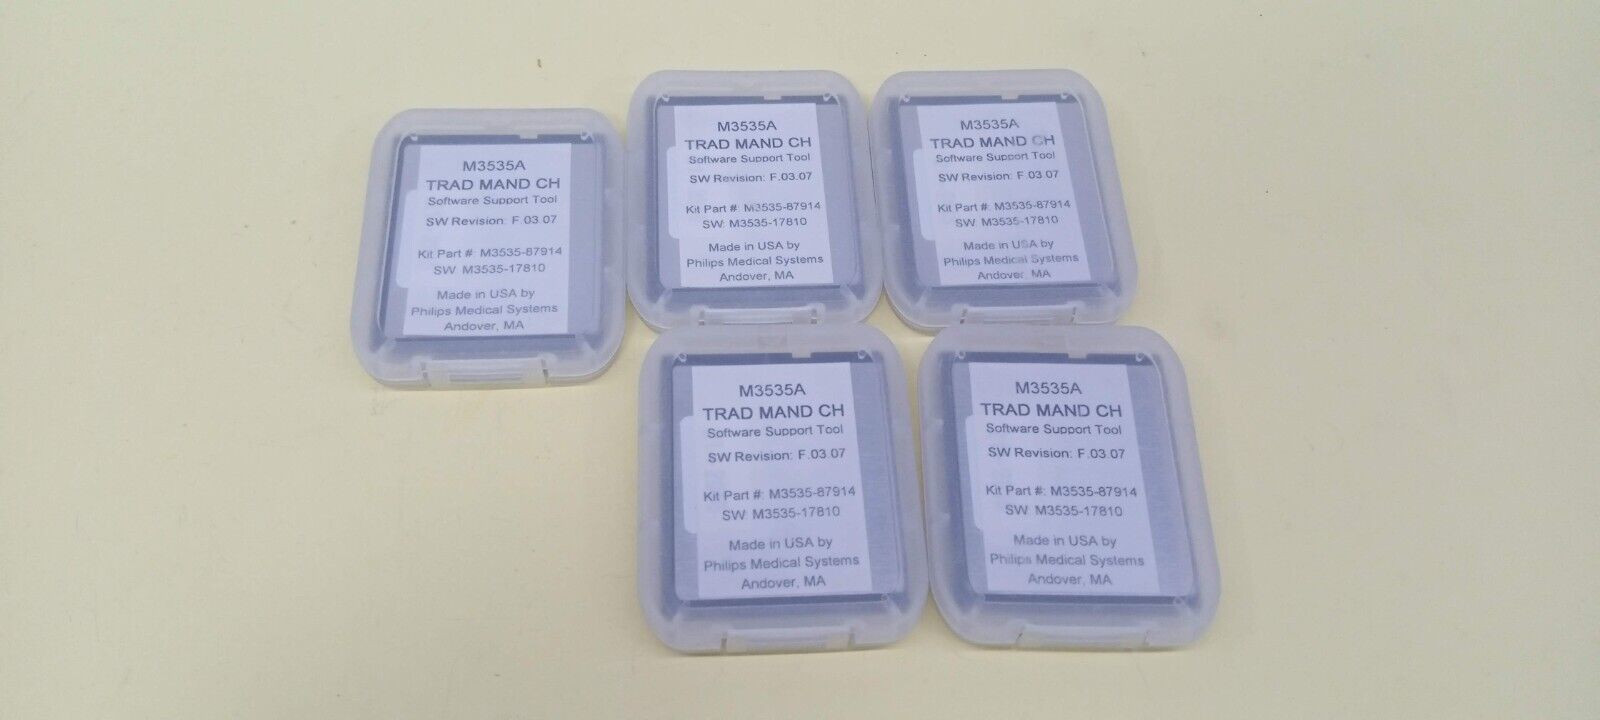 M3535A
TRAD MAND CH
Software Support Tool
SW Revision: F.03.07
Kit Part #: M3535-87914
SW: M3535-17810
Made in USA by
Philips Medical Systems
Andover, MA
M3535A
TRAD MAND CH
Software Support Tool
SW Revision: F.03.07
Kit Part #: M3535-87914
SW: M3535-17810
Made in USA by
Philips Medical Systems
Andover, MA
M3535A
TRAD MAND CH
Software Support Tool
SW Revision: F.03.07
Kit Part #: M3535-87914
SW: M3535-17810
Made in USA by
Philips Medical Systems
Andover, MA
M3535A
TRAD MAND CH
Software Support Tool
SW Revision: F.03.07
Kit Part #: M3535-87914
SW: M3535-17810
Made in USA by
Philips Medical Systems
Andover, MA
M3535A
TRAD MAND CH
Software Support Tool
SW Revision: F.03.07
Kit Part #: M3535-87914
SW: M3535-17810
Made in USA by
Philips Medical Systems
Andover, MA